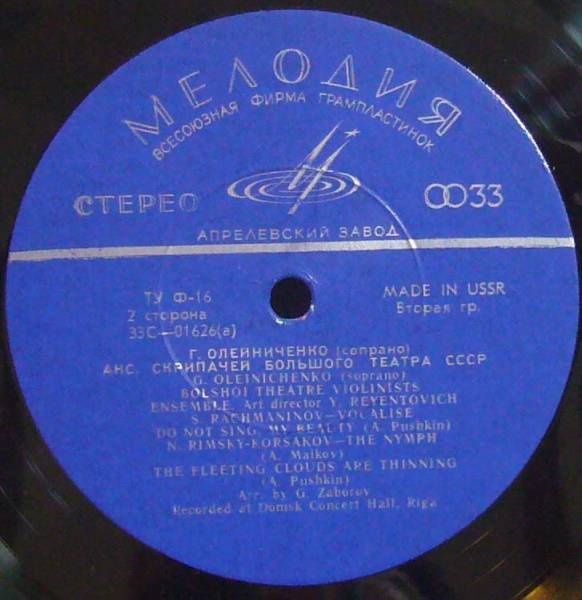 МЕЛОДИЯ
ВСЕСОЮЗНАЯ ФИРМА ГРАМПЛАСТИНОК
СТЕРЕО
33
АПРЕЛЕВСКИЙ ЗАВОД
ТУ Ф-16
2 сторона
33С—01626(а)
MADE IN USSR
Вторая гр.
Г. ОЛЕЙНИЧЕНКО (сопрано)
АНС. СКРИПАЧЕЙ БОЛЬШОГО ТЕАТРА СССР
G. OLEINICHENKO (soprano)
BOLSHOI THEATRE VIOLINISTS
ENSEMBLE. Art director Y. REYENTOVICH
S. RACHMANINOV—VOCALISE
DO NOT SING, MY BEAUTY (A. Pushkin)
N. RIMSKY-KORSAKOV—THE NYMPH
(A. Maikov)
THE FLEETING CLOUDS ARE THINNING
(A. Pushkin)
Arr. by G. Zaborov
Recorded at Domsk Concert Hall, Riga